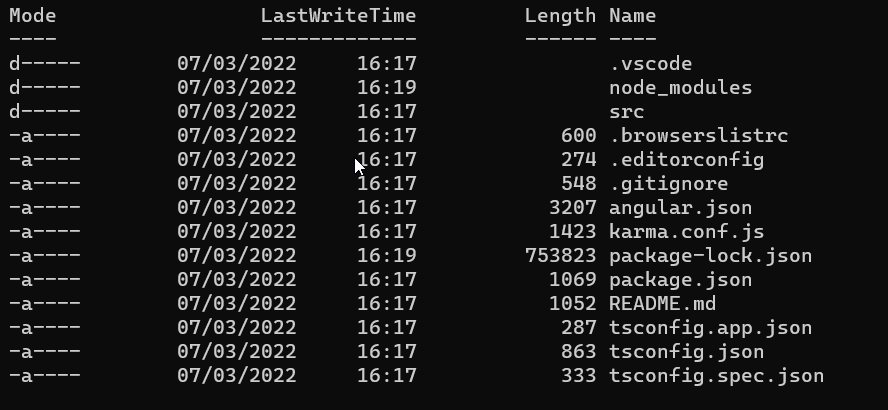 Mode                 LastWriteTime         Length Name
----                 -------------         ------ ----
d-----        07/03/2022     16:17                .vscode
d-----        07/03/2022     16:19                node_modules
d-----        07/03/2022     16:17                src
-a----        07/03/2022     16:17            600 .browserslistrc
-a----        07/03/2022     16:17            274 .editorconfig
-a----        07/03/2022     16:17            548 .gitignore
-a----        07/03/2022     16:17           3207 angular.json
-a----        07/03/2022     16:17           1423 karma.conf.js
-a----        07/03/2022     16:19         753823 package-lock.json
-a----        07/03/2022     16:17           1069 package.json
-a----        07/03/2022     16:17           1052 README.md
-a----        07/03/2022     16:17            287 tsconfig.app.json
-a----        07/03/2022     16:17            863 tsconfig.json
-a----        07/03/2022     16:17            333 tsconfig.spec.json